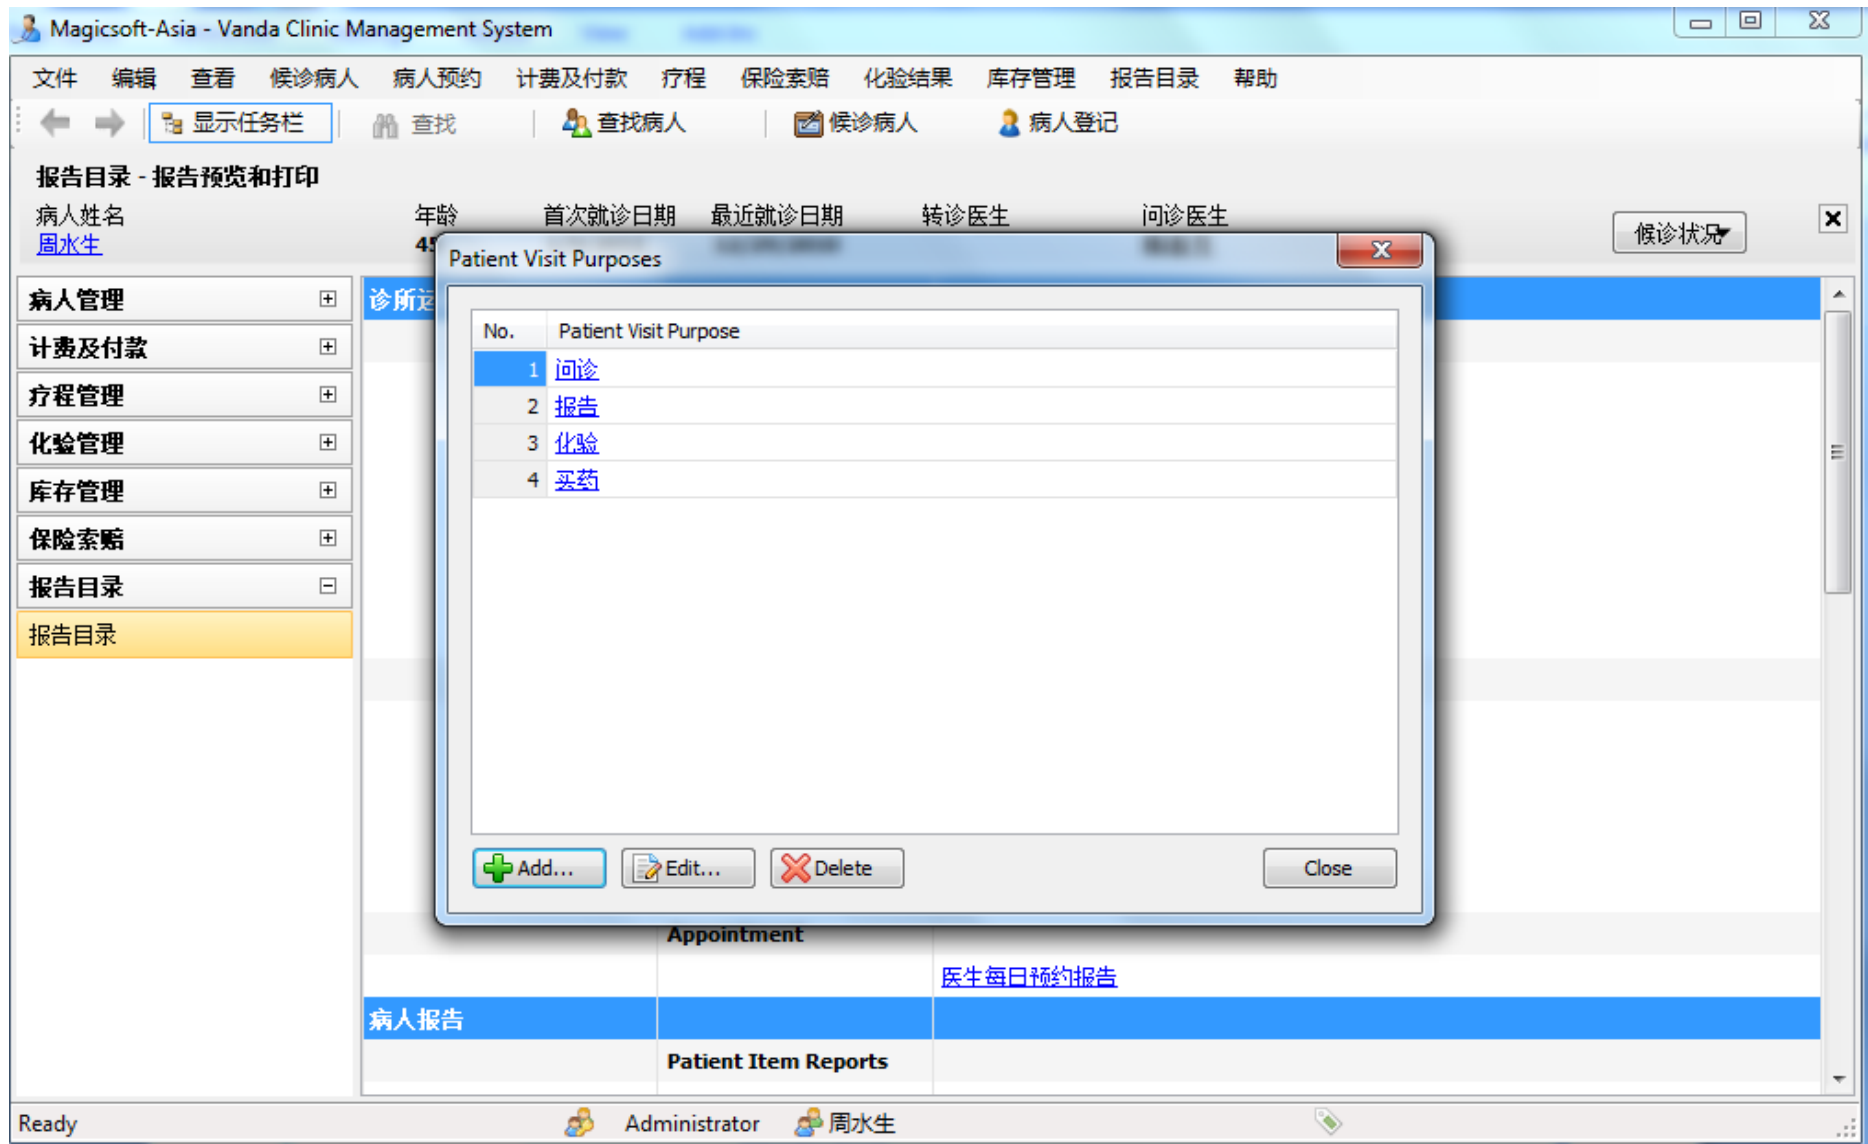 Magicsoft-Asia - Vanda Clinic Management System
文件 编辑 查看 候诊病人 病人预约 计费及付款 疗程 保险索赔 化验结果 库存管理 报告目录 帮助
显示任务栏 查找 查找病人 候诊病人 病人登记
报告目录 - 报告预览和打印
病人姓名 年龄 首次就诊日期 最近就诊日期 转诊医生 问诊医生
候诊状况
周水生
Patient Visit Purposes
病人管理
诊所
No. Patient Visit Purpose
计费及付款
1 问诊
疗程管理
2 报告
化验管理
3 化验
库存管理
4 买药
保险索赔
报告目录
报告目录
Add... Edit... Delete Close
Appointment
医生每日预约报告
病人报告
Patient Item Reports
Ready Administrator 周水生